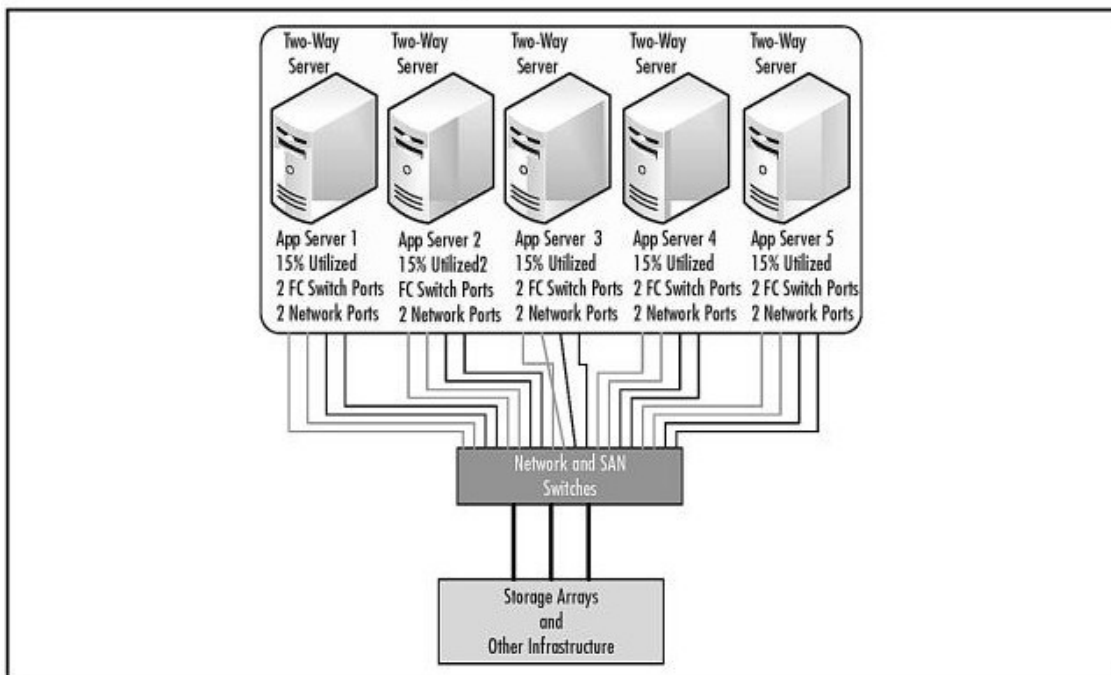 Two-Way
Server
Two-Way
Server
Two-Way
Server
Two-Way
Server
Two-Way
Server
App Server 1
15% Utilized
2 FC Switch Ports
2 Network Ports
App Server 2
15% Utilized2
FC Switch Ports
2 Network Ports
App Server 3
15% Utilized
2 FC Switch Ports
2 Network Ports
App Server 4
15% Utilized
2 FC Switch Ports
2 Network Ports
App Server 5
15% Utilized
2 FC Switch Ports
2 Network Ports
Network and SAN
Switches
Storage Arrays
and
Other Infrastructure